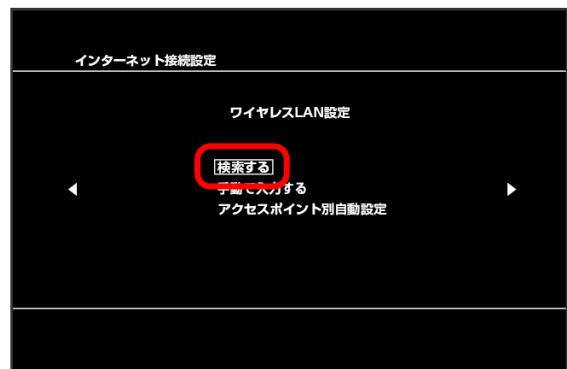 インターネット接続設定
ワイヤレスLAN設定
検索する
手動で入力する
アクセスポイント別自動設定